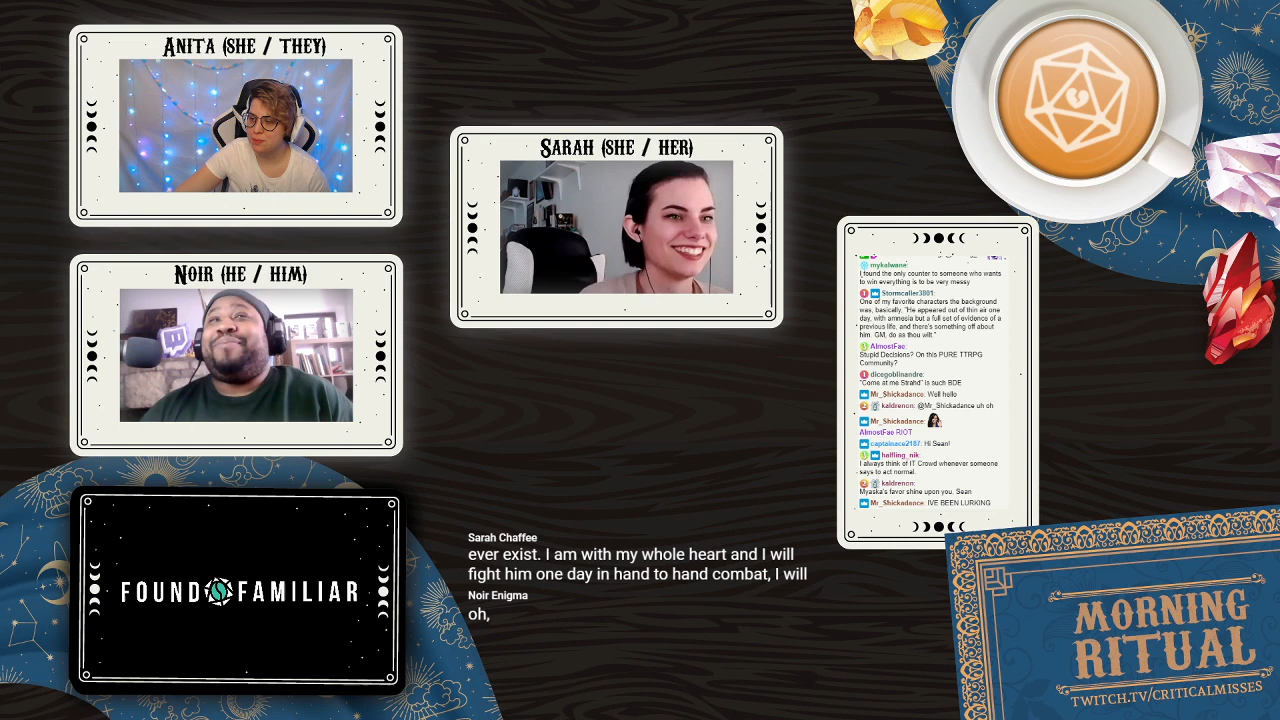 ANITA (SHE / THEY)
SARAH (SHE / HER)
NOIR (HE / HIM)
FOUND FAMILIAR
Sarah Chaffee
ever exist. I am with my whole heart and I will
fight him one day in hand to hand combat, I will
Noir Enigma
oh,
mykalwane:
I found the only counter to someone who wants
to win everything is to be very messy
Stormcaller3801:
One of my favorite characters the background
was, basically, "He appeared out of thin air one
day, with amnesia but a full set of evidence of a
previous life, and there's something off about
him. GM, do as thou wilt."
AlmostFae:
Stupid Decisions? On this PURE TTRPG
Community?
dicegoblinandre:
"Come at me Strahd" is such BDE
Mr_Shickadance: Well hello
kaldrenon: @Mr_Shickadance uh oh
Mr_Shickadance:
AlmostFae RIOT
captainace2187: Hi Sean!
halfling_nik:
I always think of IT Crowd whenever someone
says to act normal.
kaldrenon:
Myaska's favor shine upon you, Sean
Mr_Shickadance: IVE BEEN LURKING
MORNING
RITUAL
TWITCH.TV/CRITICALMISSES